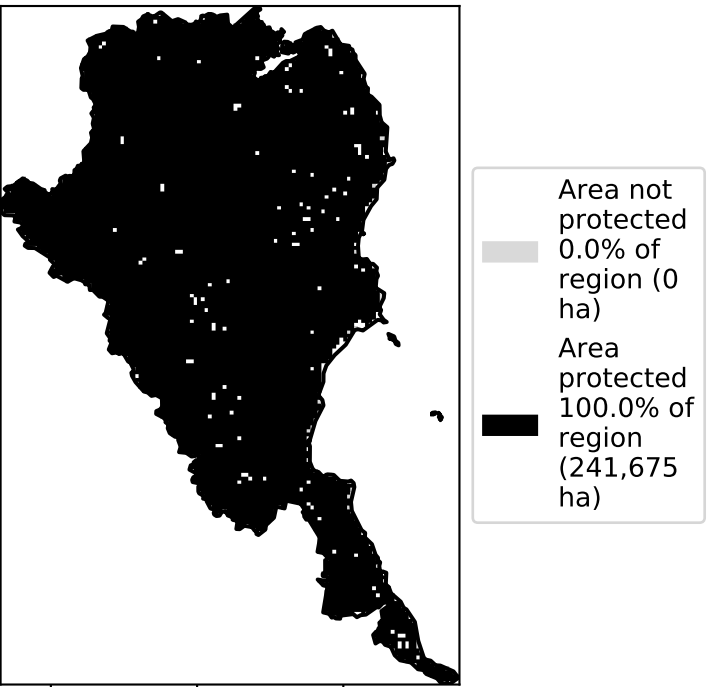 Area not
protected
0.0% of
region (0
ha)
Area
protected
100.0% of
region
(241,675
ha)